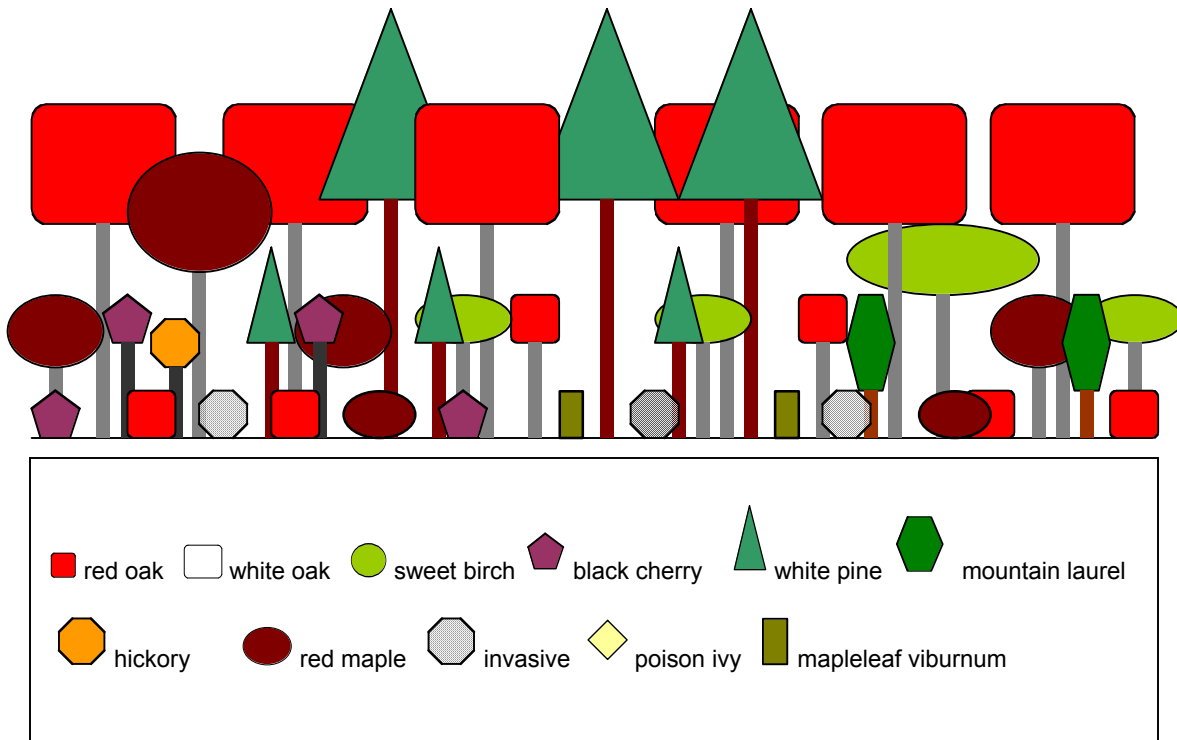 red oak white oak sweet birch black cherry white pine mountain laurel
hickory red maple invasive poison ivy mapleleaf viburnum